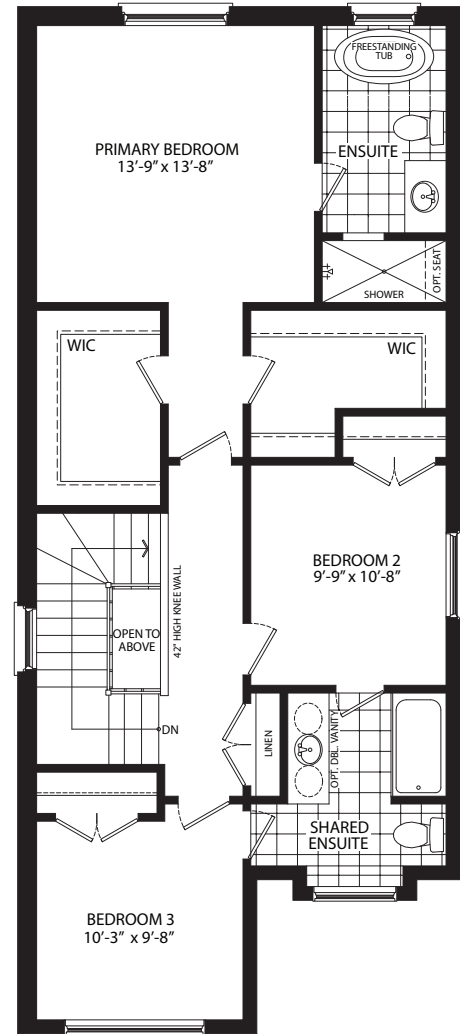 FREESTANDING
TUB
PRIMARY BEDROOM
13'-9" x 13'-8"
ENSUITE
OPT. SEAT
SHOWER
WIC
WIC
BEDROOM 2
9'-9" x 10'-8"
42" HIGH KNEE WALL
OPEN TO
ABOVE
DN
LINEN
OPT. DBL. VANITY
SHARED
ENSUITE
BEDROOM 3
10'-3" x 9'-8"